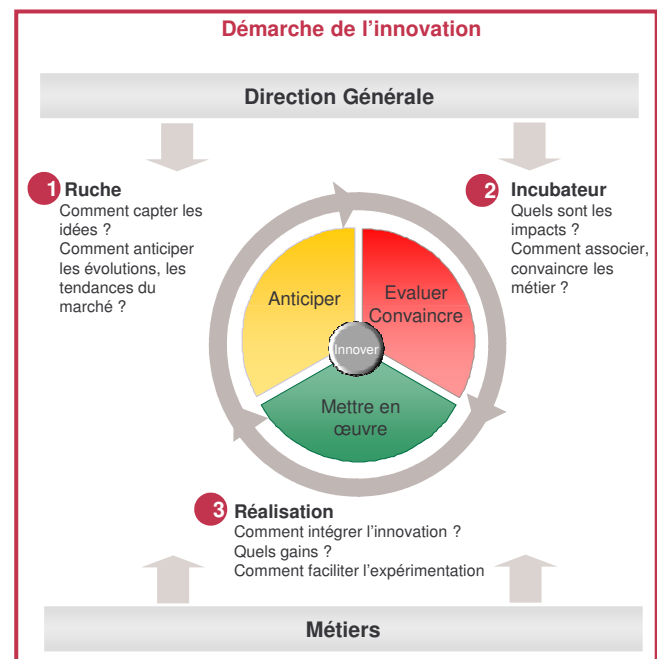 Démarche de l'innovation
Direction Générale
1 Ruche
Comment capter les
idées ?
Comment anticiper
les évolutions, les
tendances du
marché ?
2 Incubateur
Quels sont les
impacts ?
Comment associer,
convaincre les
métier ?
Anticiper
Evaluer
Convaincre
Innover
Mettre en
œuvre
3 Réalisation
Comment intégrer l'innovation ?
Quels gains ?
Comment faciliter l'expérimentation
Métiers